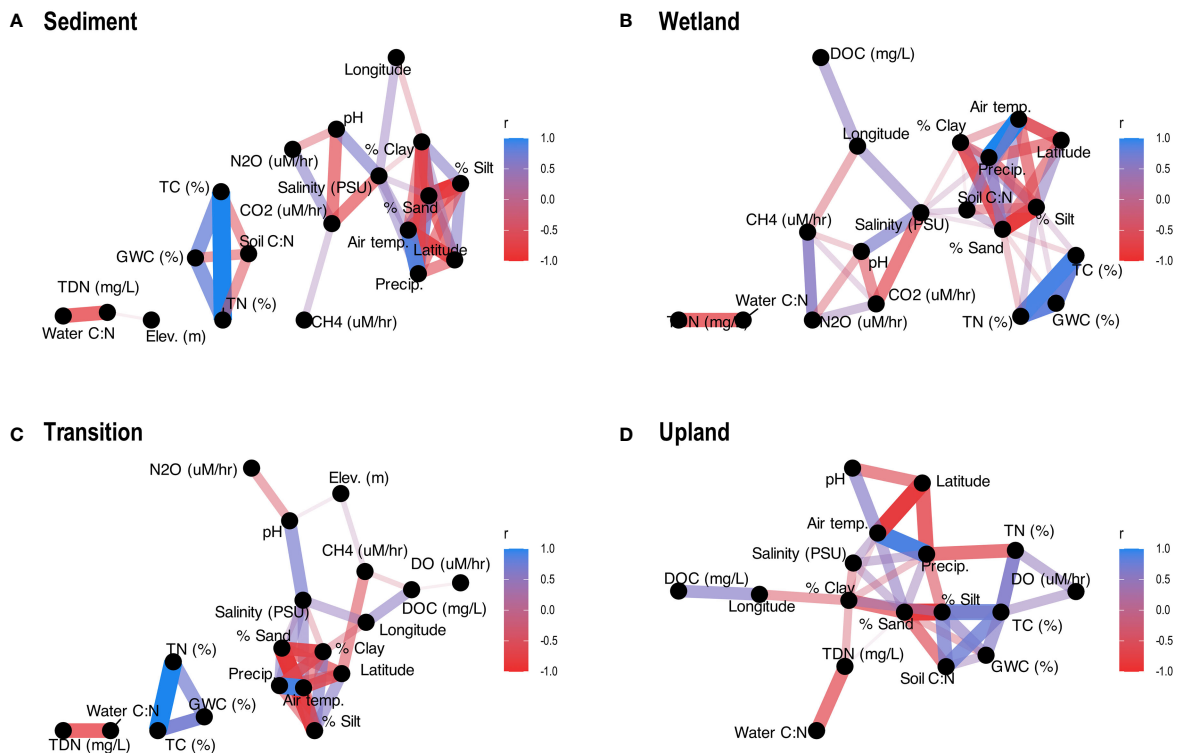 A Sediment
Longitude
pH
N2O (uM/hr)
% Clay
% Silt
TC (%)
Salinity (PSU)
CO2 (uM/hr)
% Sand
Soil C:N
Air temp.
Latitude
GWC (%)
Precip.
TDN (mg/L)
TN (%)
CH4 (uM/hr)
Water C:N
Elev. (m)
r
1.0
0.5
0.0
-0.5
-1.0
B Wetland
DOC (mg/L)
Air temp.
% Clay
Longitude
Latitude
Precip.
Soil C:N
CH4 (uM/hr)
Salinity (PSU)
% Silt
% Sand
pH
TC (%)
Water C:N
CO2 (uM/hr)
TDN (mg/L)
N2O (uM/hr)
TN (%)
GWC (%)
r
1.0
0.5
0.0
-0.5
-1.0
C Transition
N2O (uM/hr)
Elev. (m)
pH
CH4 (uM/hr)
DO (uM/hr)
DOC (mg/L)
Salinity (PSU)
Longitude
% Sand
% Clay
TN (%)
Precip.
Latitude
Air temp.
GWC (%)
Water C:N
% Silt
TDN (mg/L)
TC (%)
r
1.0
0.5
0.0
-0.5
-1.0
D Upland
pH
Latitude
Air temp.
TN (%)
Salinity (PSU)
Precip.
DOC (mg/L)
DO (uM/hr)
% Clay
Longitude
% Silt
% Sand
TC (%)
TDN (mg/L)
GWC (%)
Soil C:N
Water C:N
r
1.0
0.5
0.0
-0.5
-1.0